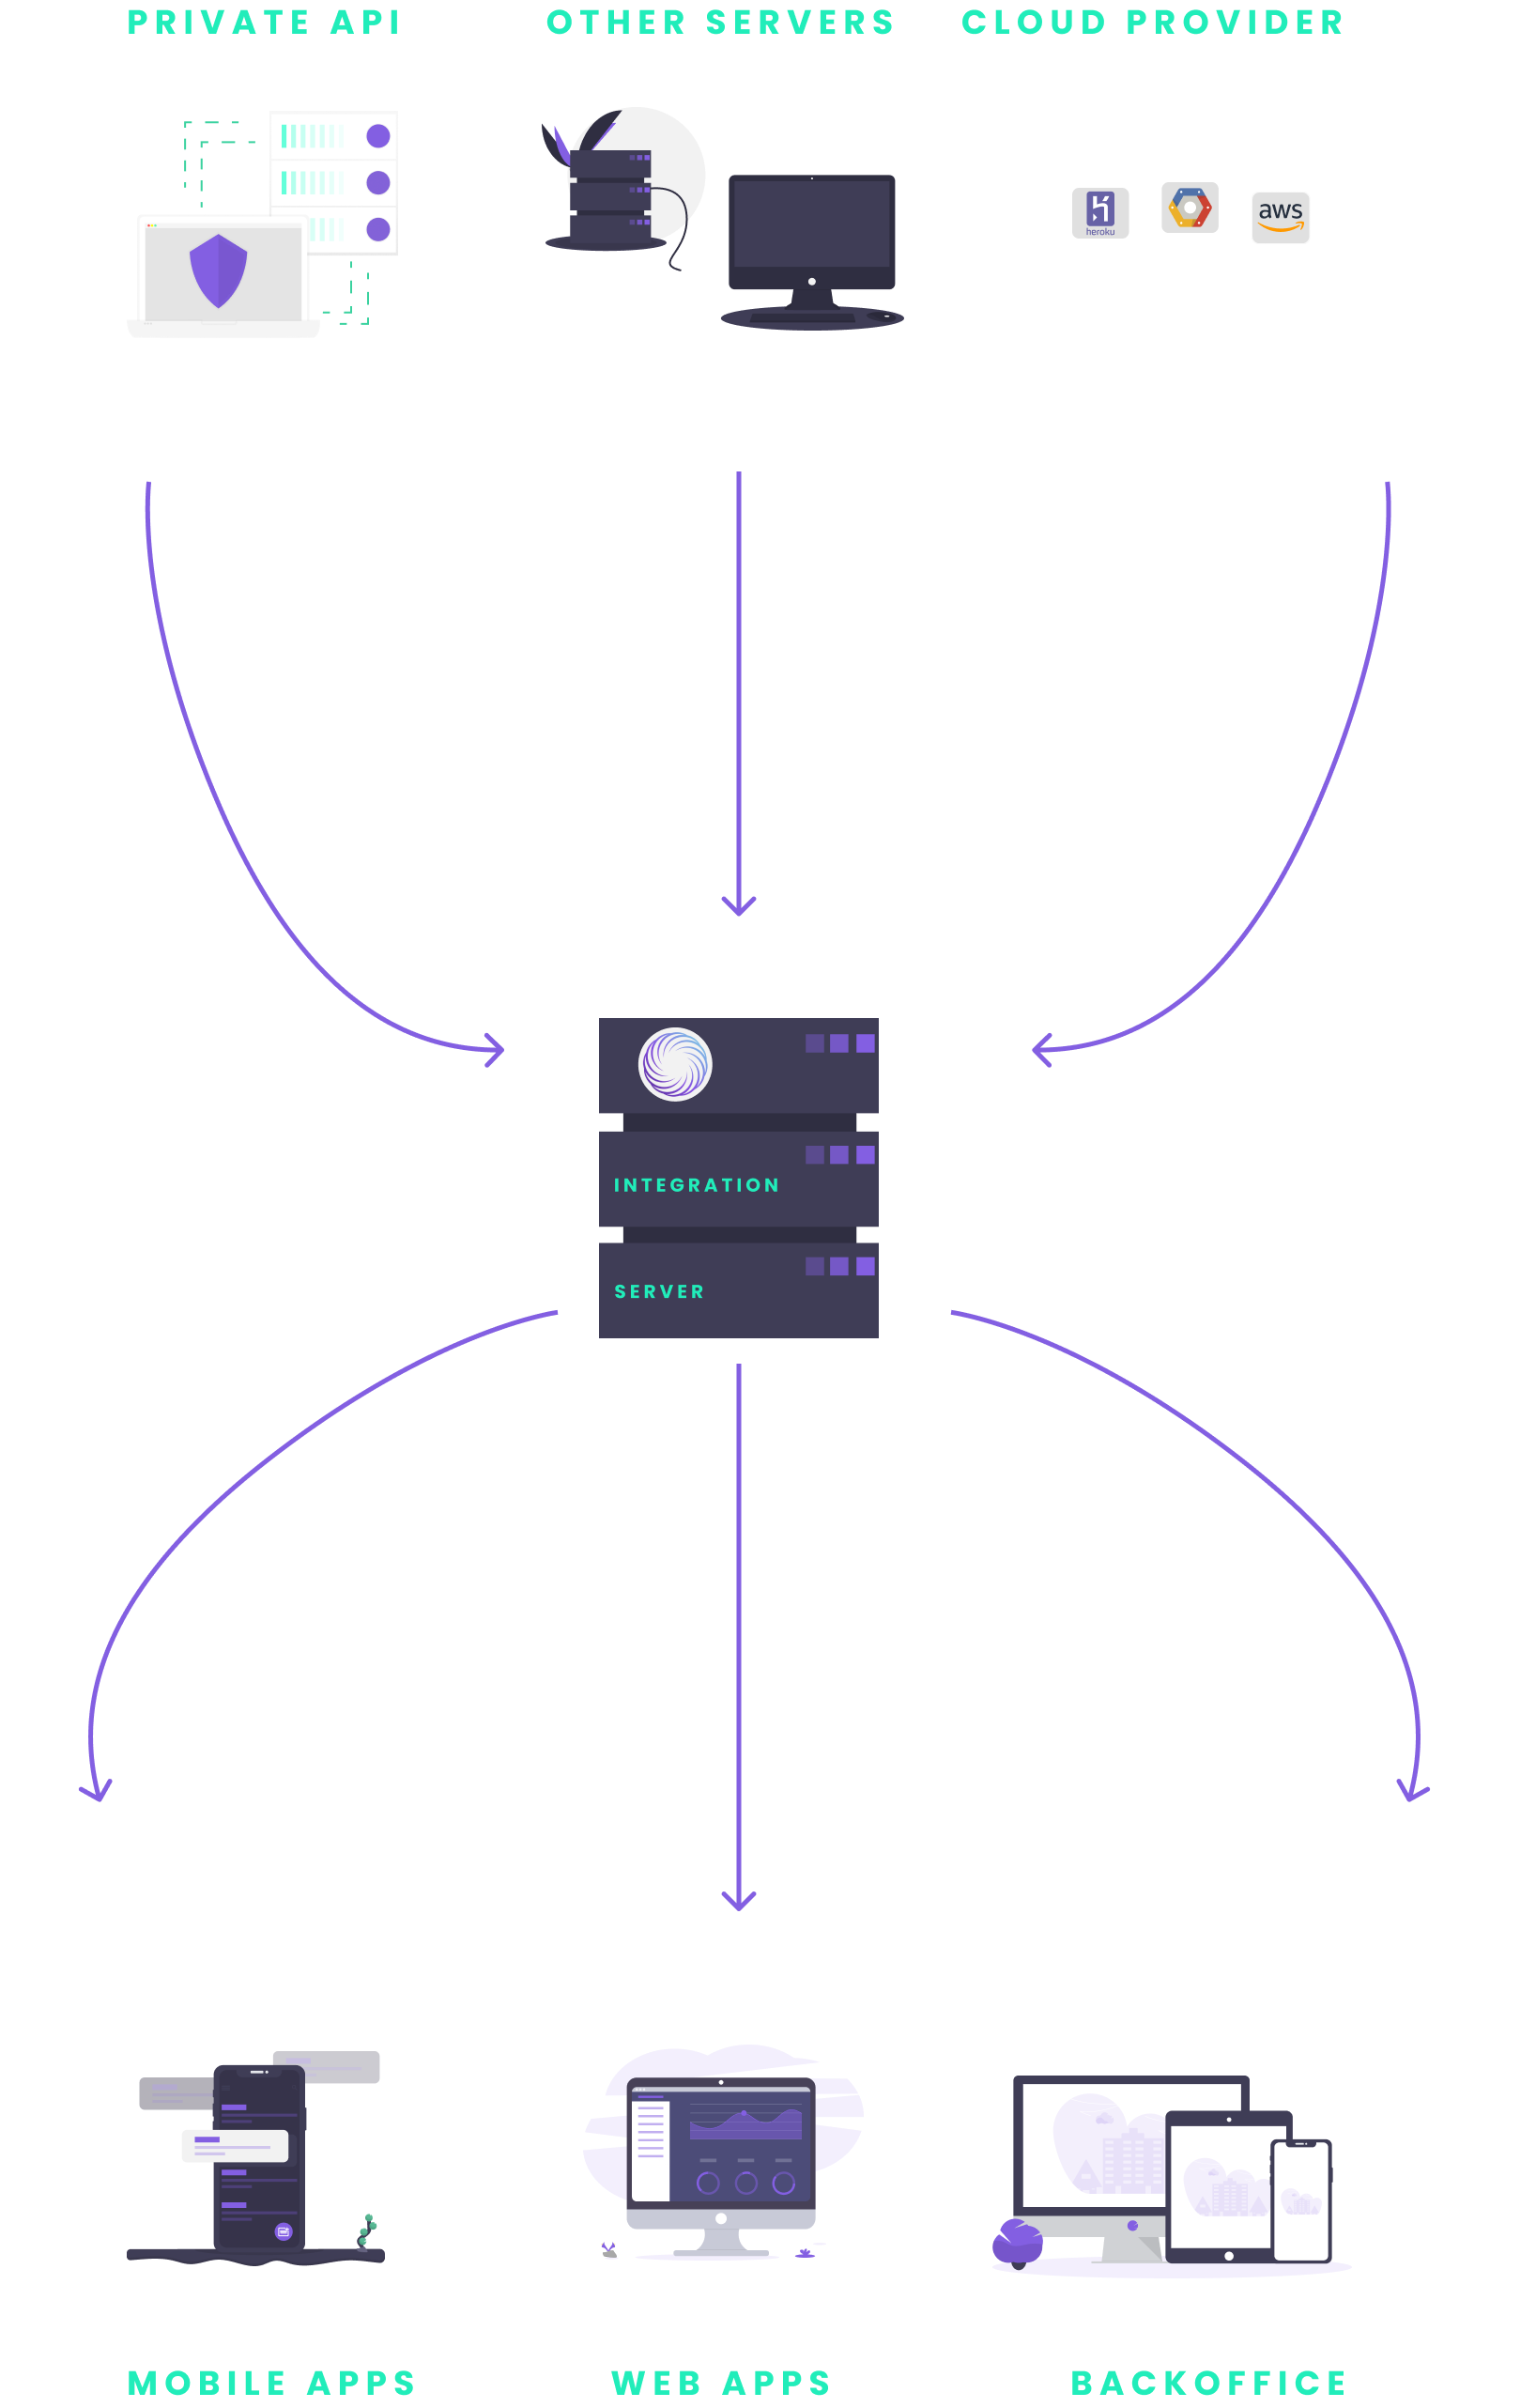 PRIVATE API
OTHER SERVERS
CLOUD PROVIDER
heroku
aws
INTEGRATION
SERVER
MOBILE APPS
WEB APPS
BACKOFFICE